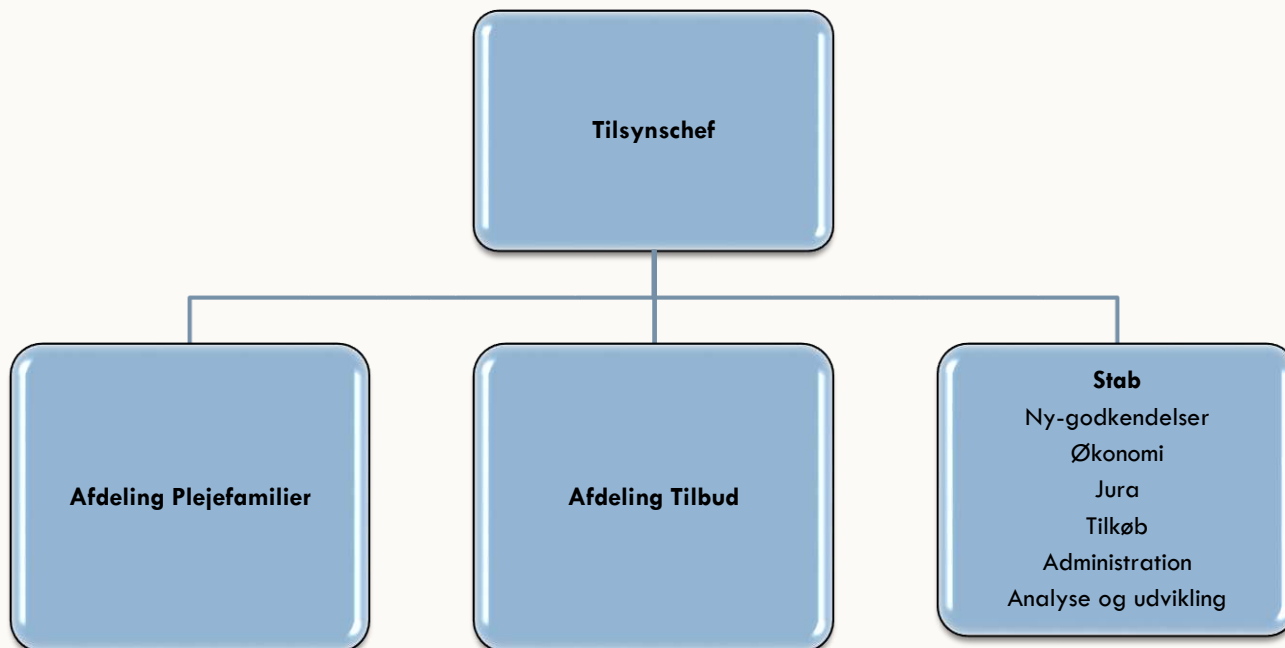 Tilsynschef
Afdeling Plejefamilier
Afdeling Tilbud
Stab
Ny-godkendelser
Økonomi
Jura
Tilkøb
Administration
Analyse og udvikling